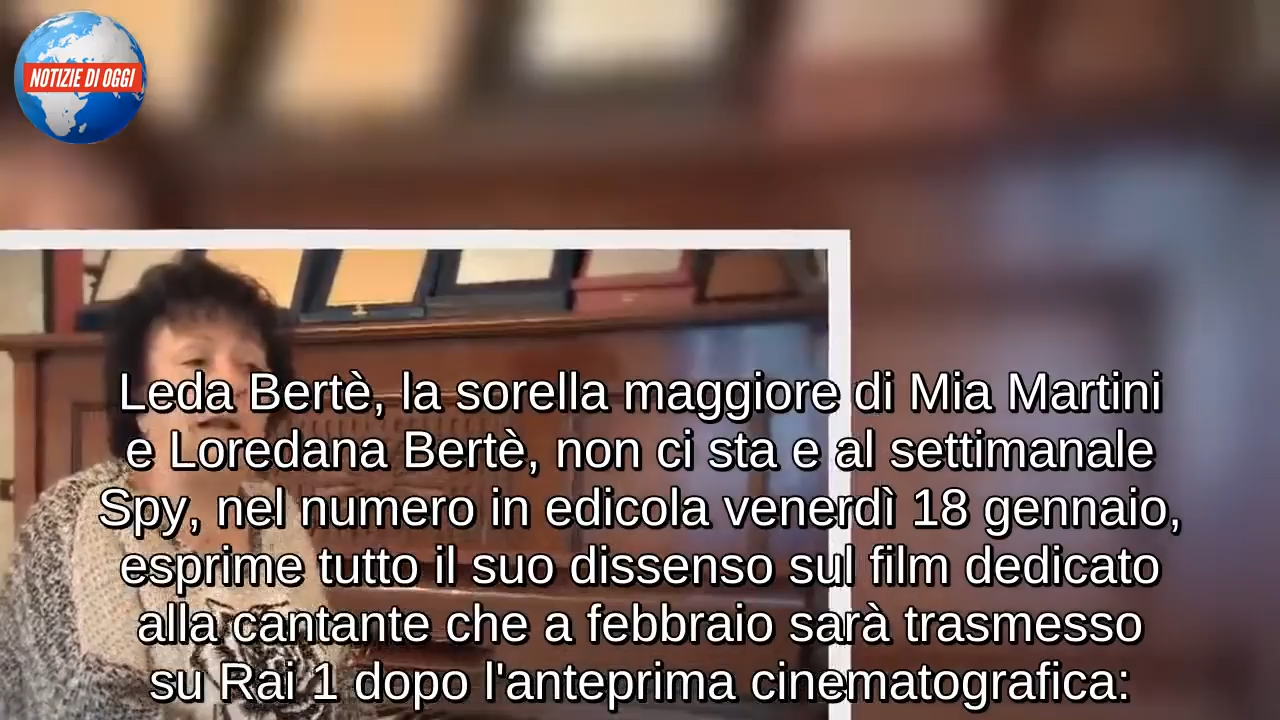 NOTIZIE DI OGGI
Leda Bertè, la sorella maggiore di Mia Martini
e Loredana Bertè, non ci sta e al settimanale
Spy, nel numero in edicola venerdì 18 gennaio,
esprime tutto il suo dissenso sul film dedicato
alla cantante che a febbraio sarà trasmesso
su Rai 1 dopo l'anteprima cinematografica: